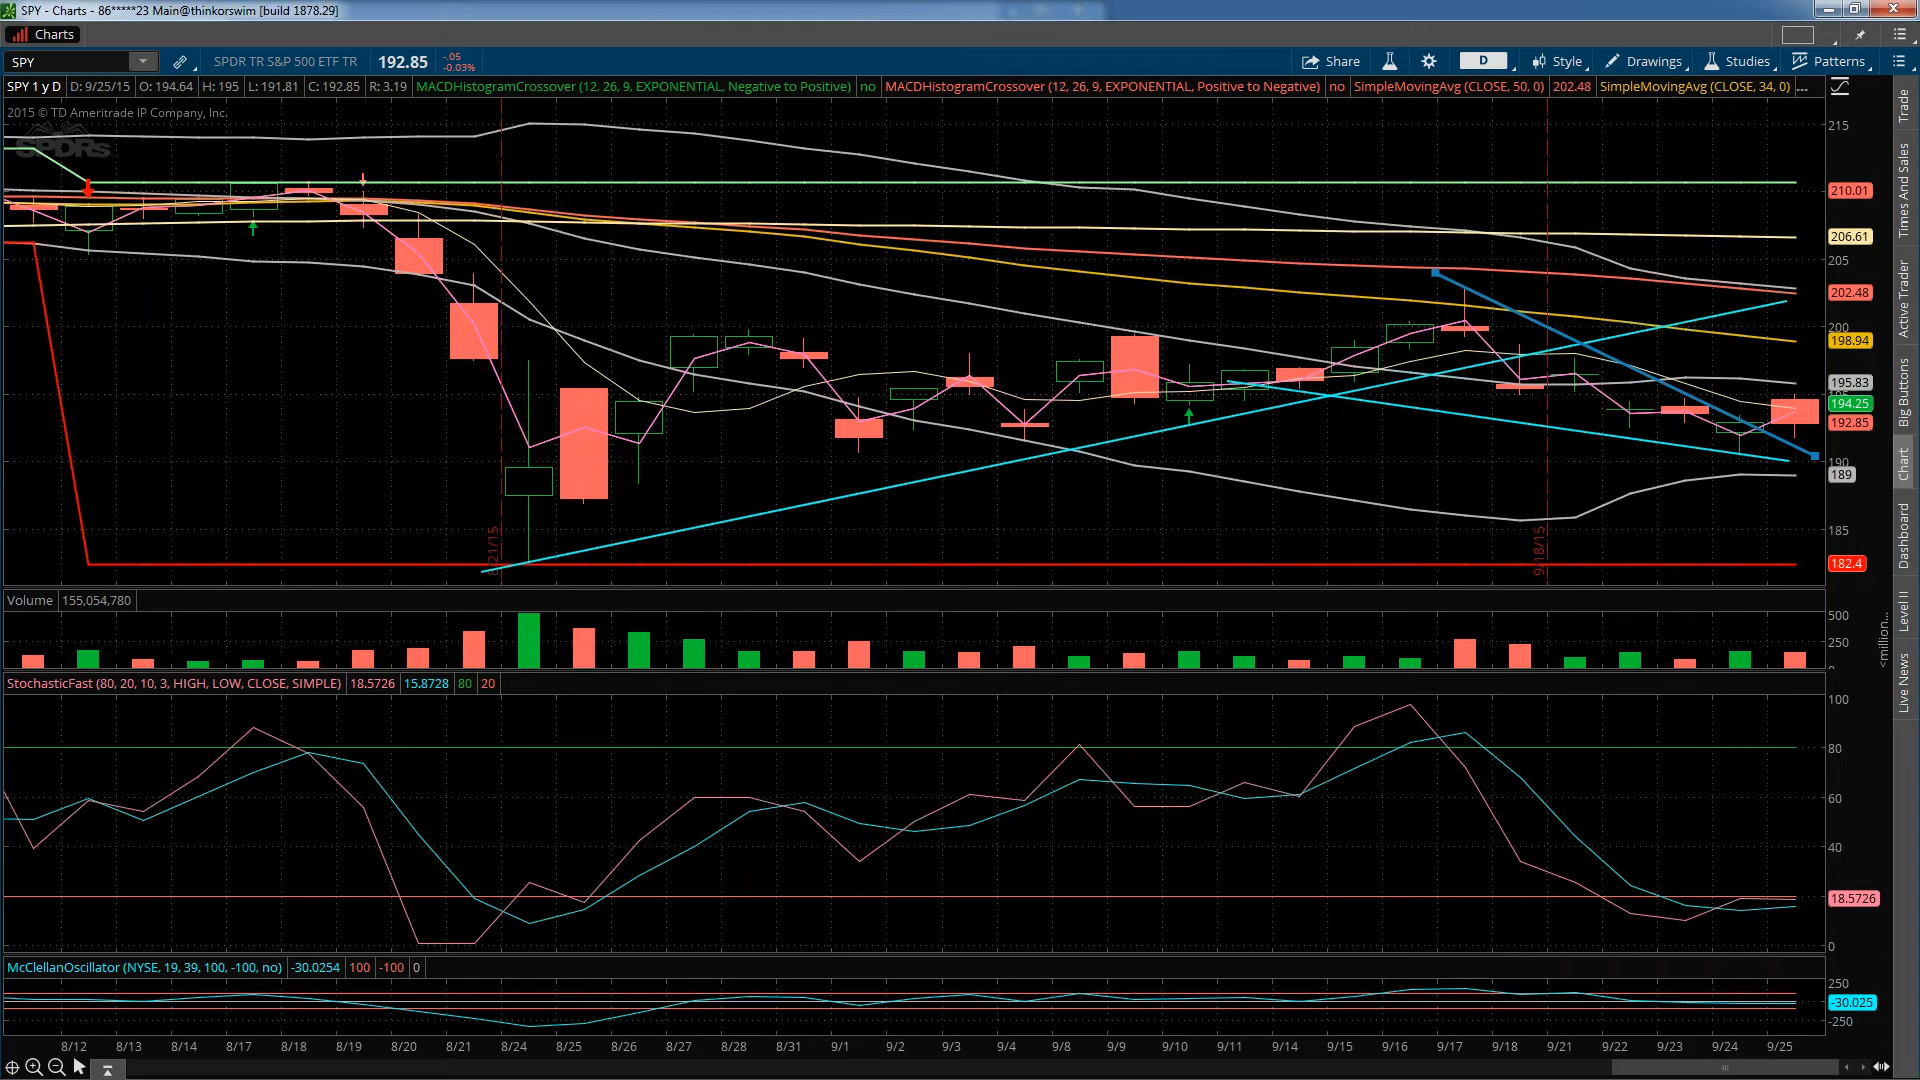 SPY - Charts - 86*****23 Main@thinkorswim [build 1878.29]
Charts
SPY SPDR TR S&P 500 ETF TR 192.85 -.05 -0.03% Share D Style Drawings Studies Patterns
SPY 1 y D D: 9/25/15 O: 194.64 H: 195 L: 191.81 C: 192.85 R: 3.19 MACDHistogramCrossover (12, 26, 9, EXPONENTIAL, Negative to Positive) no MACDHistogramCrossover (12, 26, 9, EXPONENTIAL, Positive to Negative) no SimpleMovingAvg (CLOSE, 50, 0) 202.48 SimpleMovingAvg (CLOSE, 34, 0) ...
2015 © TD Ameritrade IP Company, Inc.
SPDRs
215
210.01
206.61
205
202.48
200
198.94
195.83
194.25
192.85
190
189
185
182.4
8/21/15
9/18/15
Volume 155,054,780
500
250
0
<million...
StochasticFast (80, 20, 10, 3, HIGH, LOW, CLOSE, SIMPLE) 18.5726 15.8728 80 20
100
80
60
40
18.5726
0
McClellanOscillator (NYSE, 19, 39, 100, -100, no) -30.0254 100 -100 0
250
-30.025
-250
8/12 8/13 8/14 8/17 8/18 8/19 8/20 8/21 8/24 8/25 8/26 8/27 8/28 8/31 9/1 9/2 9/3 9/4 9/8 9/9 9/10 9/11 9/14 9/15 9/16 9/17 9/18 9/21 9/22 9/23 9/24 9/25
Trade
Times And Sales
Active Trader
Big Buttons
Chart
Dashboard
Level II
Live News